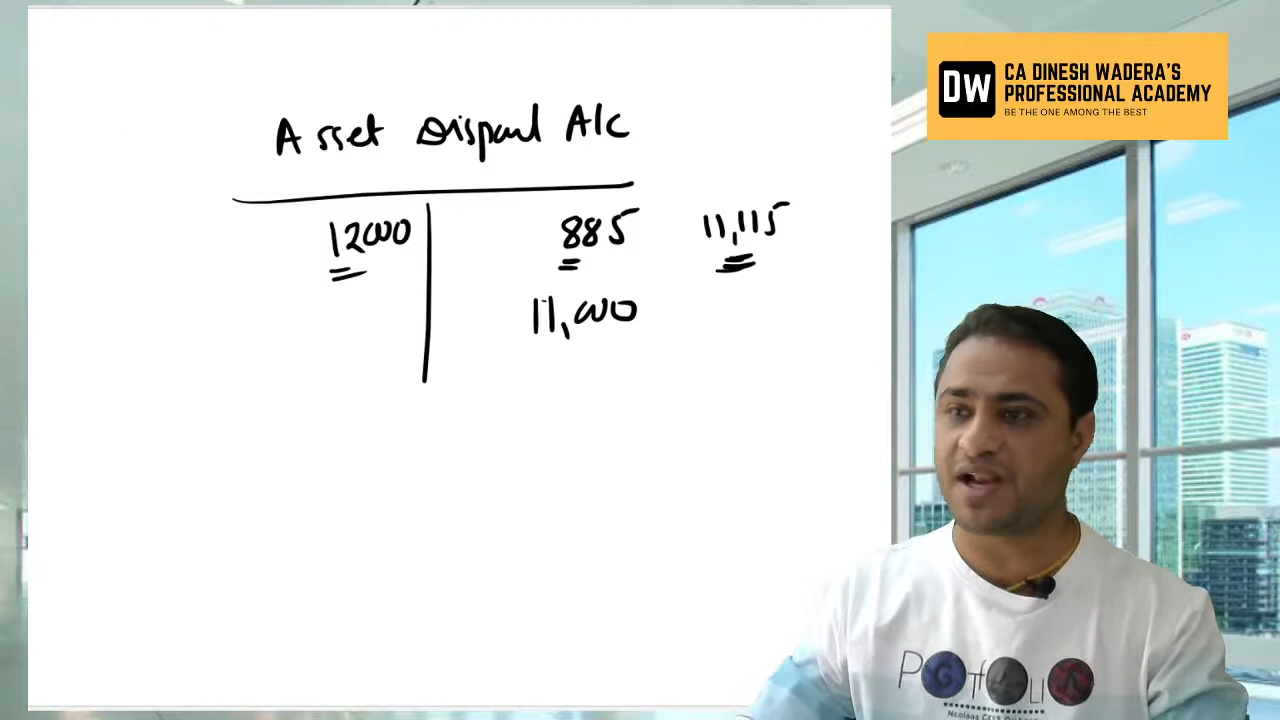 Asset Disposal A/c
12000 885 11,115
11,000
DW
CA DINESH WADERA'S
PROFESSIONAL ACADEMY
BE THE ONE AMONG THE BEST